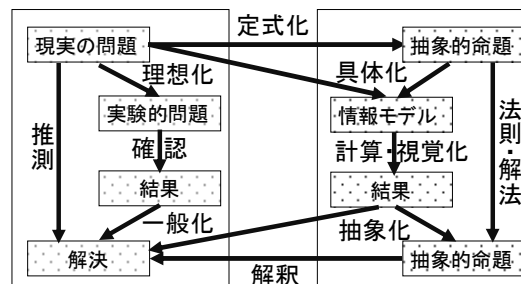 定式化
現実の問題
抽象的命題
理想化
具体化
実験的問題
情報モデル
推測
確認
計算・視覚化
法則・解法
結果
結果
一般化
抽象化
解決
抽象的命題
解釈